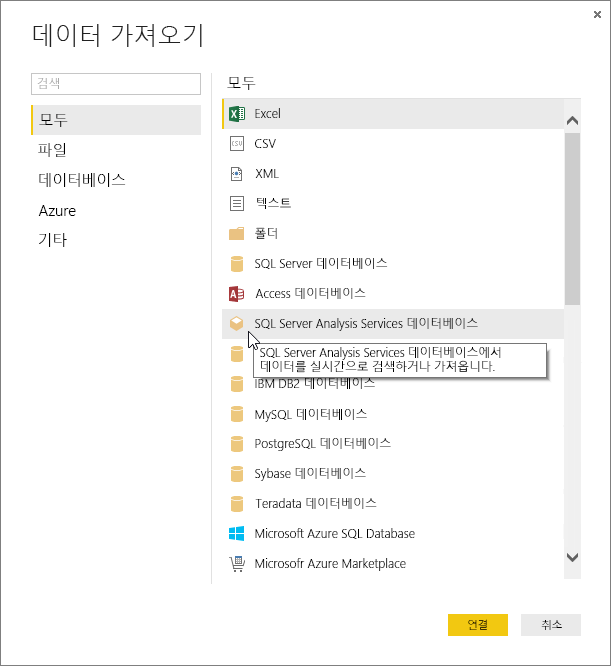 데이터 가져오기
검색
모두
파일
데이터베이스
Azure
기타
모두
Excel
CSV
XML
텍스트
폴더
SQL Server 데이터베이스
Access 데이터베이스
SQL Server Analysis Services 데이터베이스
SQL Server Analysis Services 데이터베이스에서
데이터를 실시간으로 검색하거나 가져옵니다.
IBM DB2 데이터베이스
MySQL 데이터베이스
PostgreSQL 데이터베이스
Sybase 데이터베이스
Teradata 데이터베이스
Microsoft Azure SQL Database
Microsofr Azure Marketplace
연결
취소